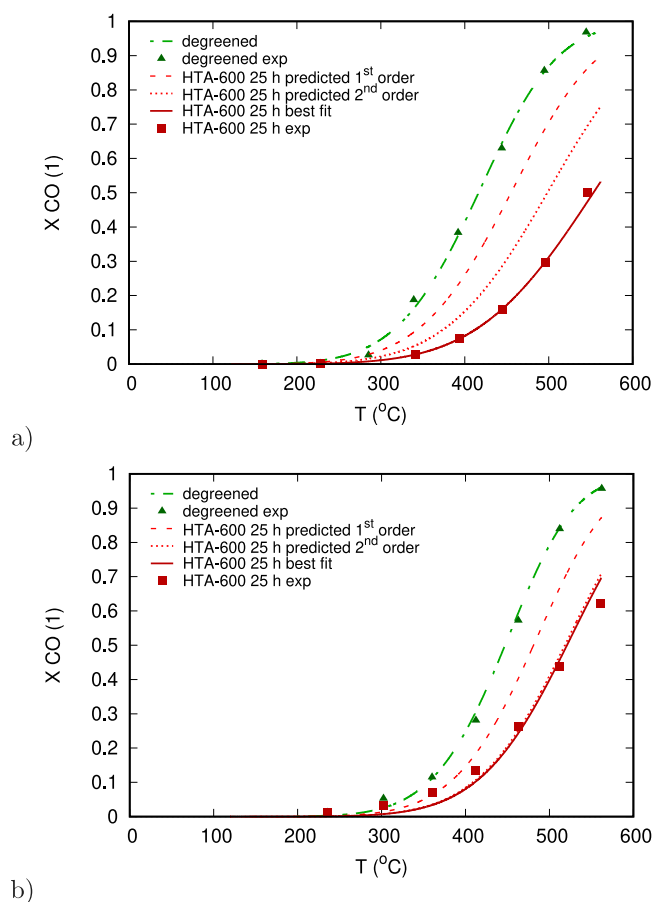 1
0.9
0.8
0.7
0.6
0.5
0.4
0.3
0.2
0.1
0
X CO (1)
degreened
degreened exp
HTA-600 25 h predicted 1st order
HTA-600 25 h predicted 2nd order
HTA-600 25 h best fit
HTA-600 25 h exp
0 100 200 300 400 500 600
T (°C)
a)
1
0.9
0.8
0.7
0.6
0.5
0.4
0.3
0.2
0.1
0
X CO (1)
degreened
degreened exp
HTA-600 25 h predicted 1st order
HTA-600 25 h predicted 2nd order
HTA-600 25 h best fit
HTA-600 25 h exp
0 100 200 300 400 500 600
T (°C)
b)